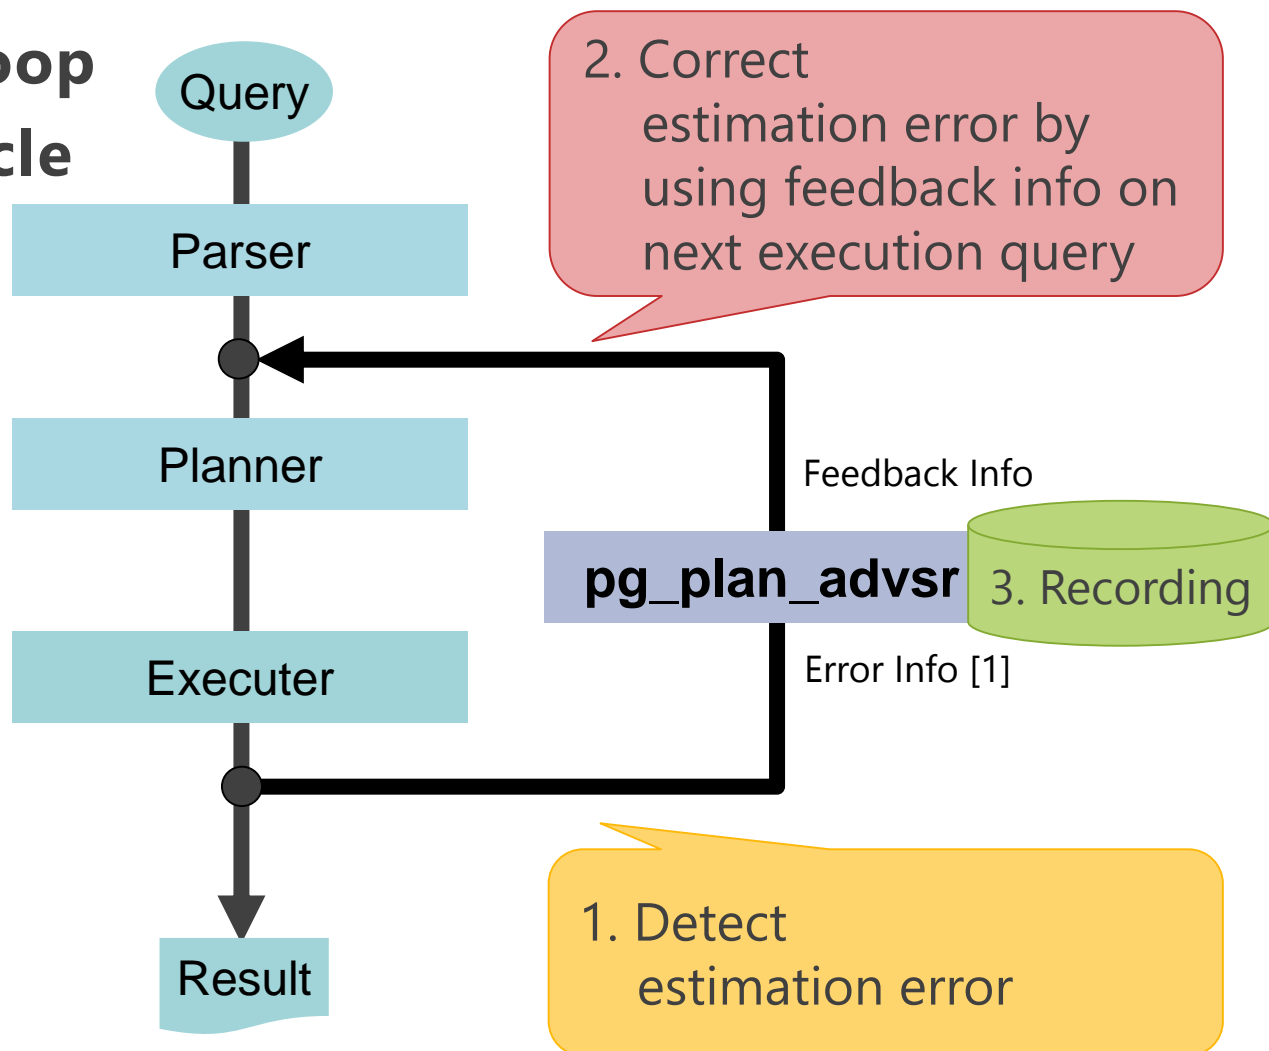 Query
2. Correct
estimation error by
using feedback info on
next execution query
Parser
Planner
Feedback Info
pg_plan_advsr
3. Recording
Executer
Error Info [1]
1. Detect
estimation error
Result